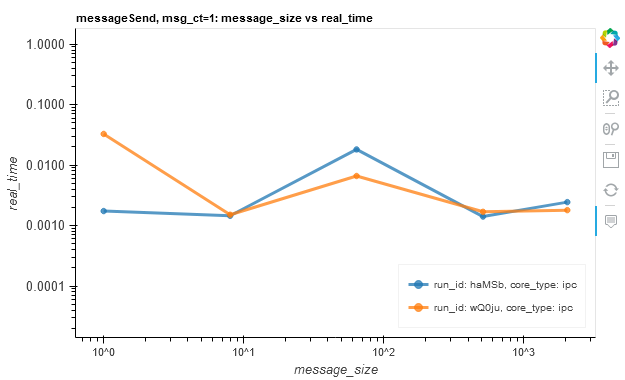 messageSend, msg_ct=1: message_size vs real_time
1.0000
0.1000
0.0100
0.0010
0.0001
real_time
10^0
10^1
10^2
10^3
message_size
run_id: haMSb, core_type: ipc
run_id: wQ0ju, core_type: ipc